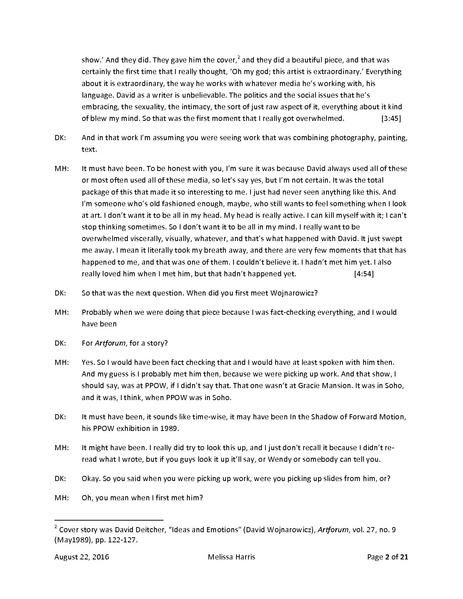 show.' And they did. They gave him the cover,2 and they did a beautiful piece, and that was
certainly the first time that I really thought, 'Oh my god; this artist is extraordinary.' Everything
about it is extraordinary, the way he works with whatever media he's working with, his
language. David as a writer is unbelievable. The politics and the social issues that he's
embracing, the sexuality, the intimacy, the sort of just raw aspect of it, everything about it kind
of blew my mind. So that was the first moment that I really got overwhelmed. [3:45]
DK: And in that work I'm assuming you were seeing work that was combining photography, painting,
text.
MH: It must have been. To be honest with you, I'm sure it was because David always used all of these
or most often used all of these media, so let's say yes, but I'm not certain. It was the total
package of this that made it so interesting to me. I just had never seen anything like this. And
I'm someone who's old fashioned enough, maybe, who still wants to feel something when I look
at art. I don't want it to be all in my head. My head is really active. I can kill myself with it; I can't
stop thinking sometimes. So I don't want it to be all in my mind. I really want to be
overwhelmed viscerally, visually, whatever, and that's what happened with David. It just swept
me away. I mean it literally took my breath away, and there are very few moments that that has
happened to me, and that was one of them. I couldn't believe it. I hadn't met him yet. I also
really loved him when I met him, but that hadn't happened yet. [4:54]
DK: So that was the next question. When did you first meet Wojnarowicz?
MH: Probably when we were doing that piece because I was fact-checking everything, and I would
have been
DK: For Artforum, for a story?
MH: Yes. So I would have been fact checking that and I would have at least spoken with him then.
And my guess is I probably met him then, because we were picking up work. And that show, I
should say, was at PPOW, if I didn't say that. That one wasn't at Gracie Mansion. It was in Soho,
and it was, I think, when PPOW was in Soho.
DK: It must have been, it sounds like time-wise, it may have been In the Shadow of Forward Motion,
his PPOW exhibition in 1989.
MH: It might have been. I really did try to look this up, and I just don't recall it because I didn't re-
read what I wrote, but if you guys look it up it'll say, or Wendy or somebody can tell you.
DK: Okay. So you said when you were picking up work, were you picking up slides from him, or?
MH: Oh, you mean when I first met him?
2 Cover story was David Deitcher, "Ideas and Emotions" (David Wojnarowicz), Artforum, vol. 27, no. 9
(May1989), pp. 122-127.
August 22, 2016 Melissa Harris Page 2 of 21